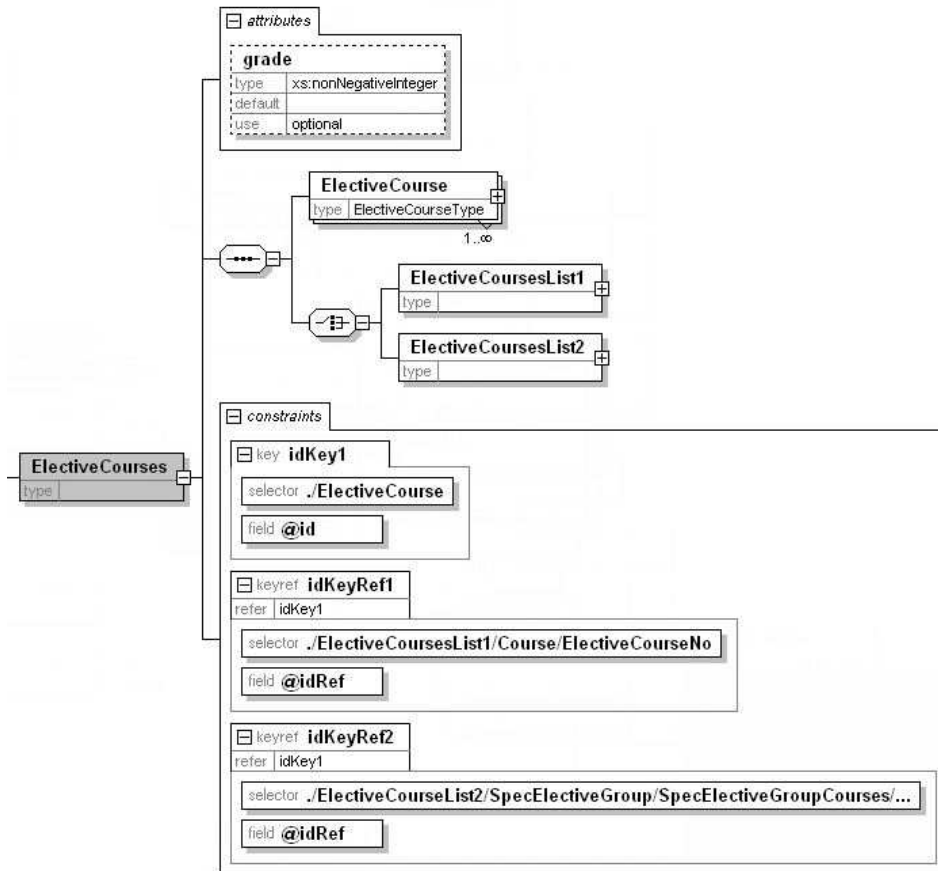 attributes
grade
type xs:nonNegativeInteger
default
use optional
ElectiveCourse
type ElectiveCourseType
1..∞
ElectiveCoursesList1
type
ElectiveCoursesList2
type
constraints
ElectiveCourses
type
key idKey1
selector ./ElectiveCourse
field @id
keyref idKeyRef1
refer idKey1
selector ./ElectiveCoursesList1/Course/ElectiveCourseNo
field @idRef
keyref idKeyRef2
refer idKey1
selector ./ElectiveCourseList2/SpecElectiveGroup/SpecElectiveGroupCourses/...
field @idRef